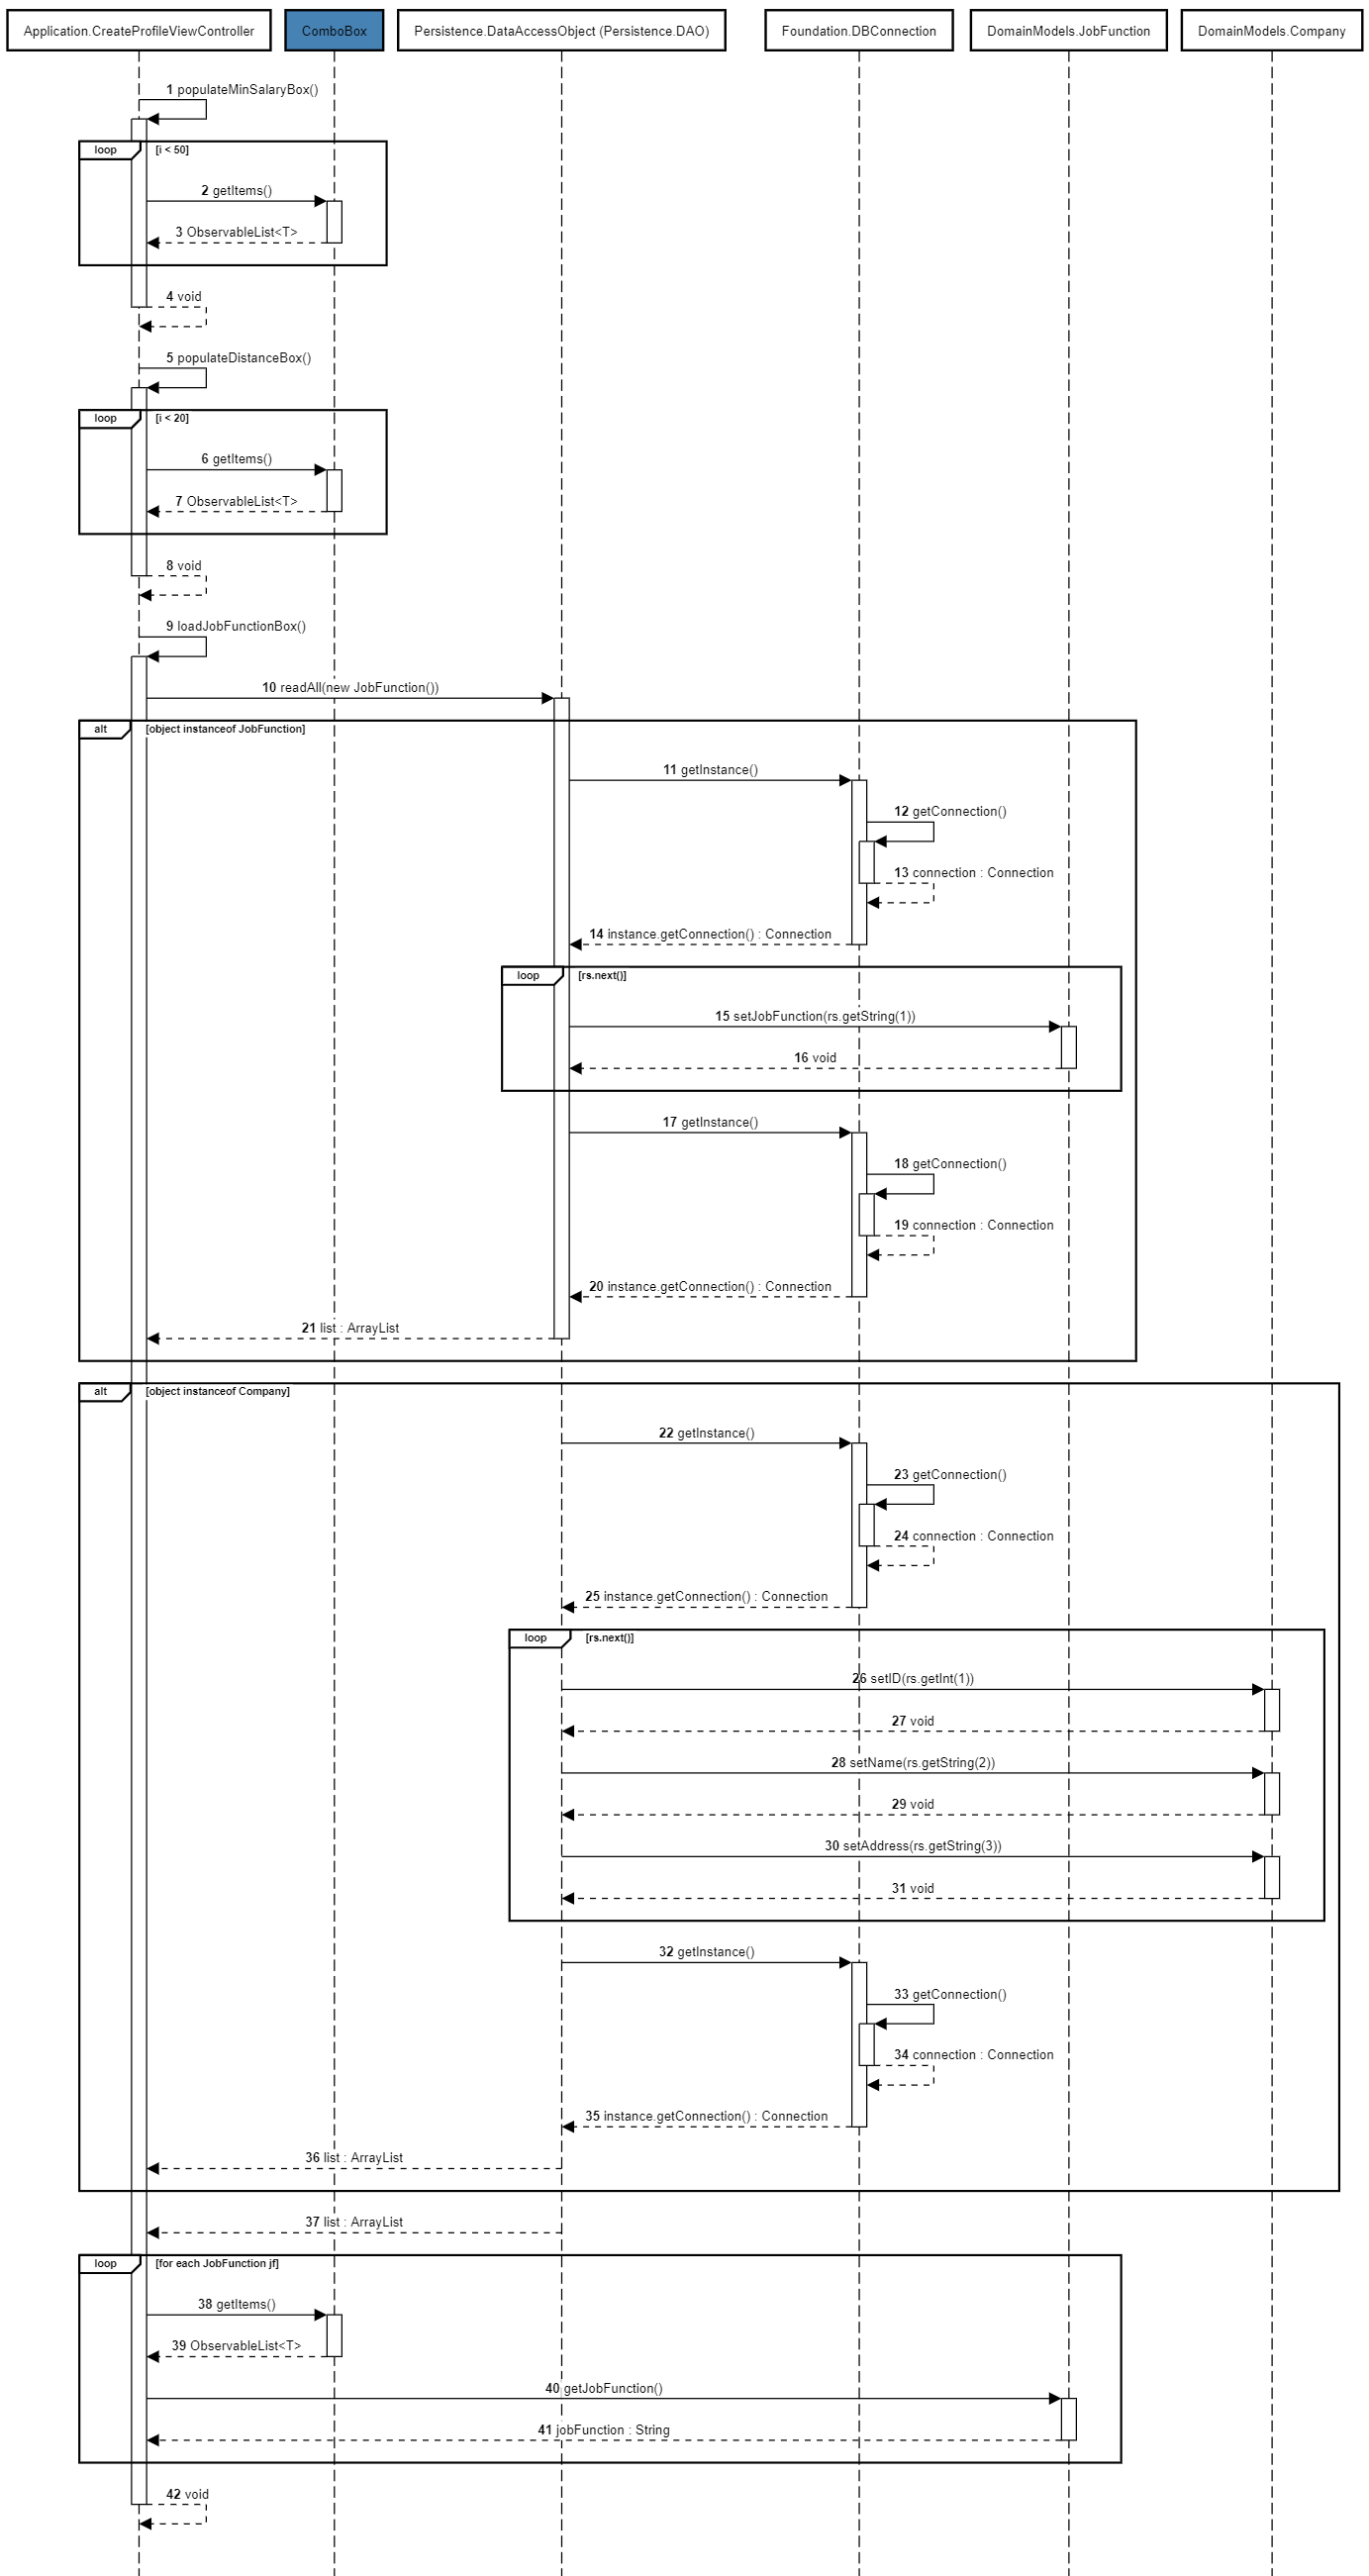 Application.CreateProfileViewController
ComboBox
Persistence.DataAccessObject (Persistence.DAO)
Foundation.DBConnection
DomainModels.JobFunction
DomainModels.Company
1 populateMinSalaryBox()
loop [i < 50]
2 getItems()
3 ObservableList<T>
4 void
5 populateDistanceBox()
loop [i < 20]
6 getItems()
7 ObservableList<T>
8 void
9 loadJobFunctionBox()
10 readAll(new JobFunction())
alt [object instanceof JobFunction]
11 getInstance()
12 getConnection()
13 connection : Connection
14 instance.getConnection() : Connection
loop [rs.next()]
15 setJobFunction(rs.getString(1))
16 void
17 getInstance()
18 getConnection()
19 connection : Connection
20 instance.getConnection() : Connection
21 list : ArrayList
alt [object instanceof Company]
22 getInstance()
23 getConnection()
24 connection : Connection
25 instance.getConnection() : Connection
loop [rs.next()]
26 setID(rs.getInt(1))
27 void
28 setName(rs.getString(2))
29 void
30 setAddress(rs.getString(3))
31 void
32 getInstance()
33 getConnection()
34 connection : Connection
35 instance.getConnection() : Connection
36 list : ArrayList
37 list : ArrayList
loop [for each JobFunction jf]
38 getItems()
39 ObservableList<T>
40 getJobFunction()
41 jobFunction : String
42 void